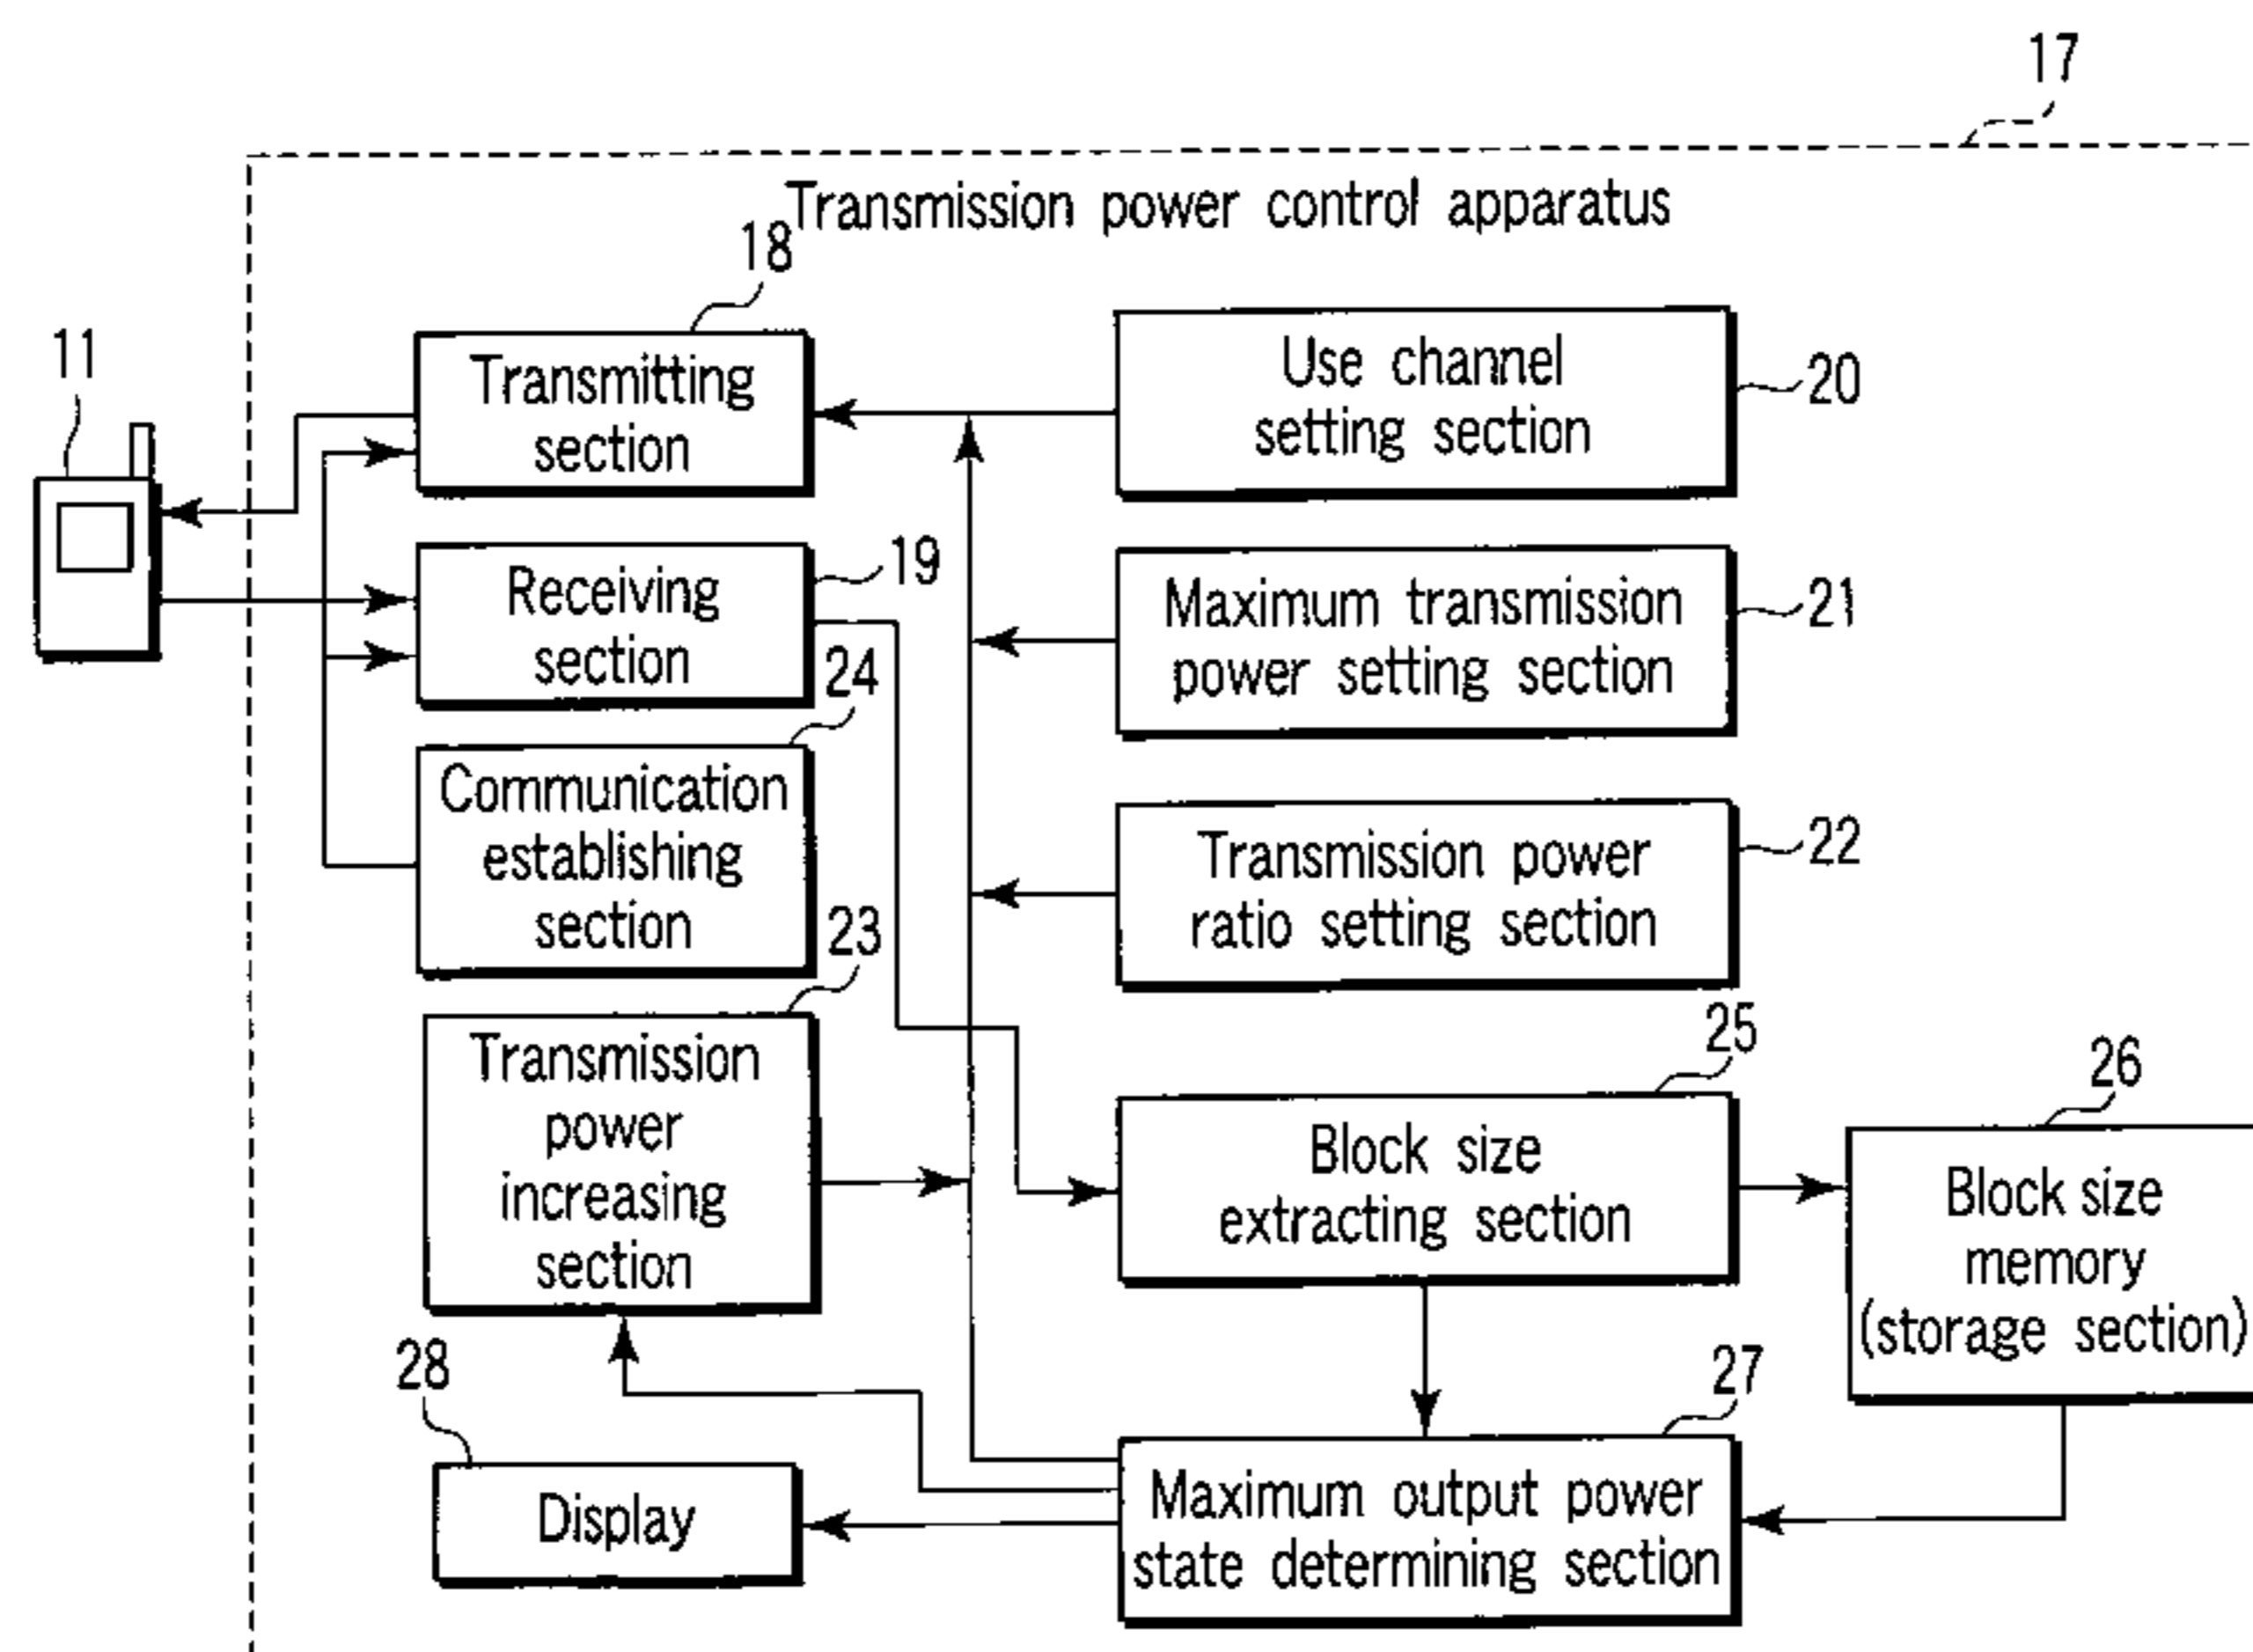 17
Transmission power control apparatus
18
11
Transmitting
section
Use channel
setting section
20
Receiving
section
19
Maximum transmission
power setting section
21
24
Communication
establishing
section
Transmission power
ratio setting section
22
23
Transmission
power
increasing
section
25
Block size
extracting section
26
Block size
memory
(storage section)
28
Display
27
Maximum output power
state determining section